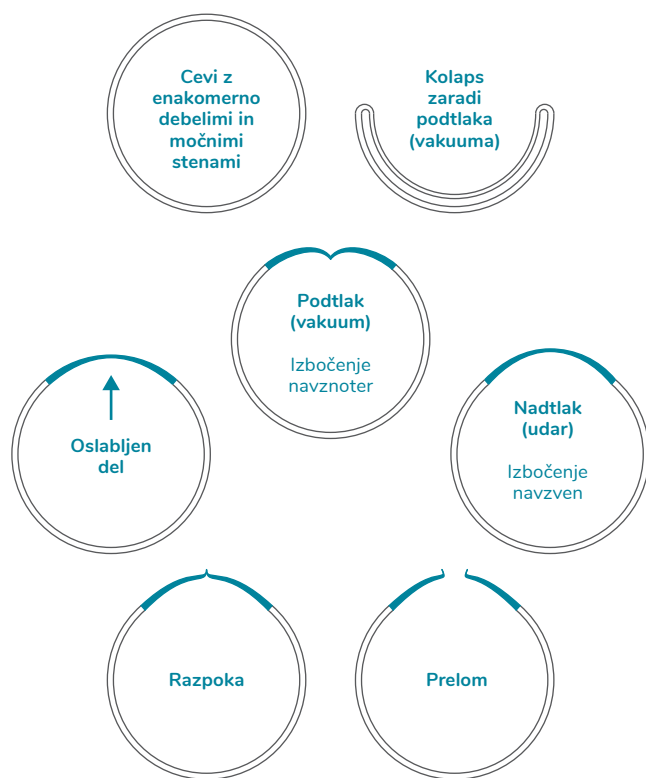 Cevi z
enakomerno
debelimi in
močnimi
stenami
Kolaps
zaradi
podtlaka
(vakuuma)
Podtlak
(vakuum)
Izbočenje
navznoter
Oslabljen
del
Nadtlak
(udar)
Izbočenje
navzven
Razpoka
Prelom